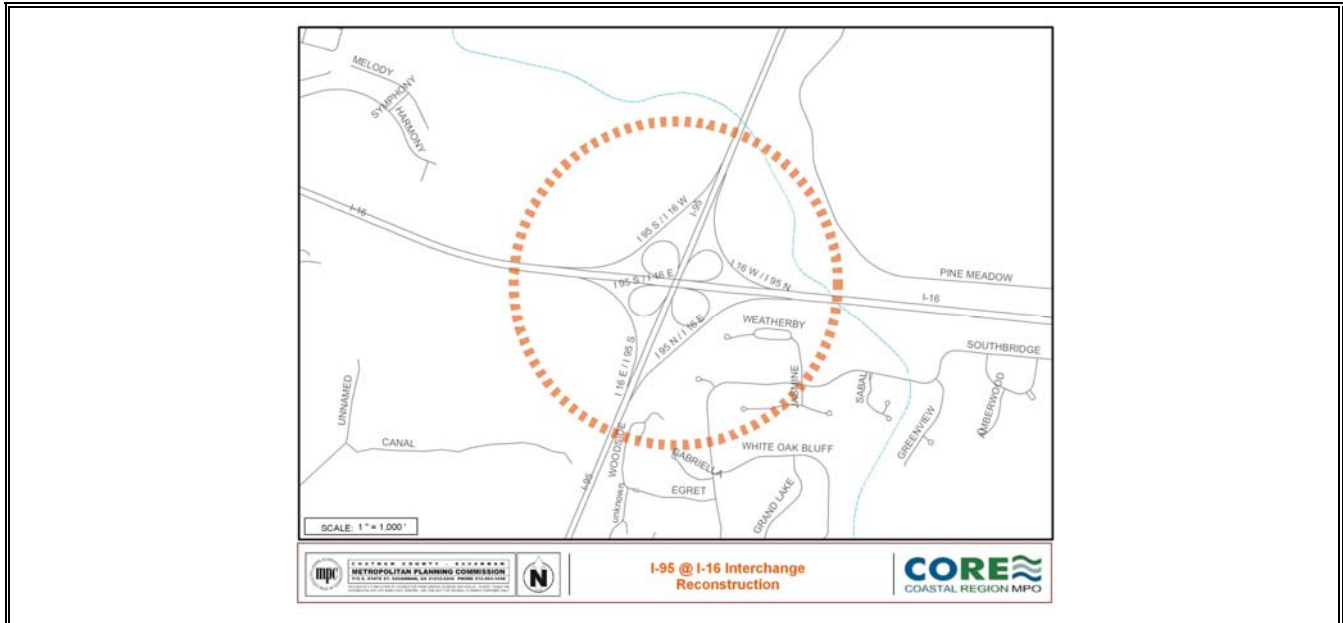 MELODY
SYMPHONY
HARMONY
I-16
I 95 S / I 16 W
I-95
I 95 S / I 16 E
I 16 W / I 95 N
PINE MEADOW
I-16
I 95 N / I 16 E
I 16 E / I 95 S
WEATHERBY
SOUTHBRIDGE
JASMINE
SABAL
AMBERWOOD
GREENVIEW
UNNAMED
CANAL
WOODSIDE
GABRIELLA
WHITE OAK BLUFF
EGRET
GRAND LAKE
unknown
I-95
SCALE: 1 " = 1,000 '
mpc
CHATHAM COUNTY - SAVANNAH
METROPOLITAN PLANNING COMMISSION
N
I-95 @ I-16 Interchange
Reconstruction
CORE
COASTAL REGION MPO